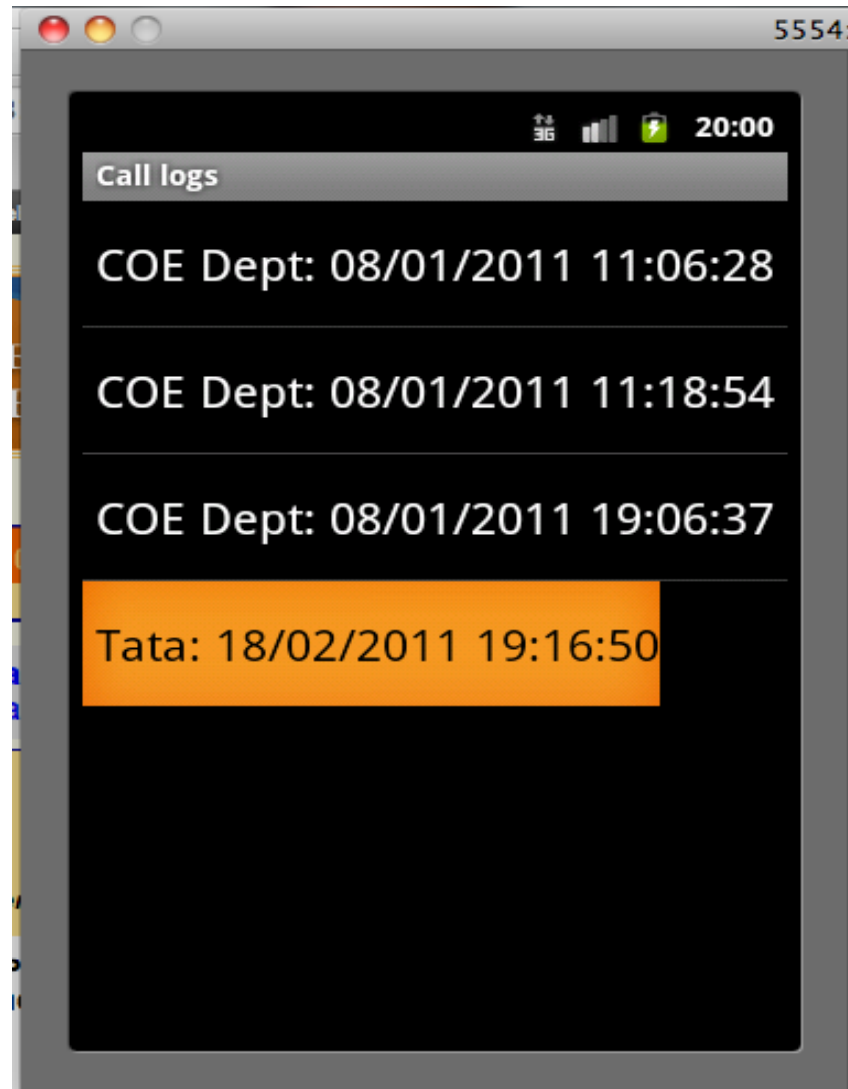 5554:
3G 20:00
Call logs
COE Dept: 08/01/2011 11:06:28
COE Dept: 08/01/2011 11:18:54
COE Dept: 08/01/2011 19:06:37
Tata: 18/02/2011 19:16:50